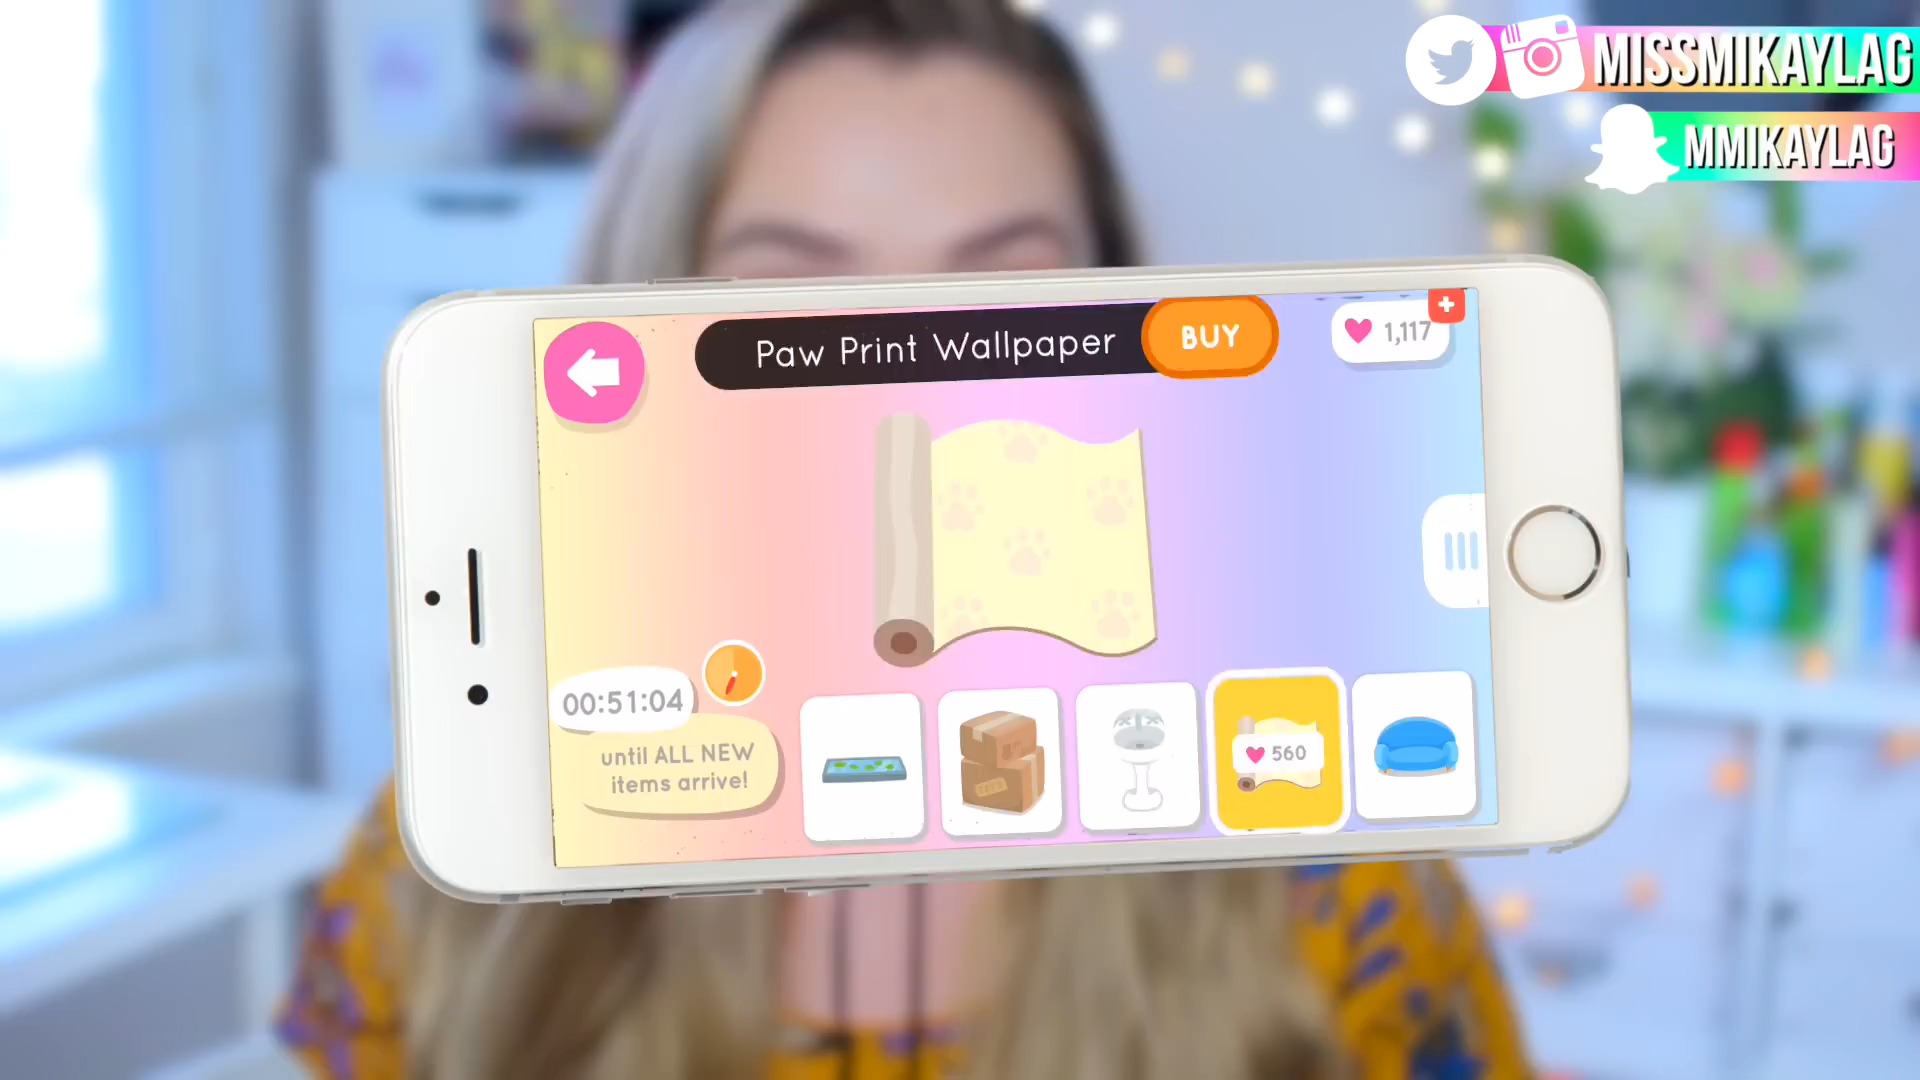 MISSMIKAYLAG
MMIKAYLAG
Paw Print Wallpaper
BUY
1,117
00:51:04
until ALL NEW
items arrive!
560